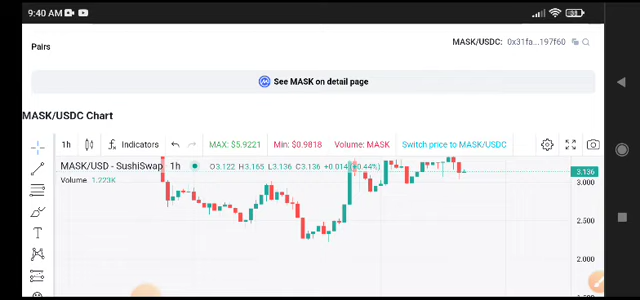 9:40 AM
53
Pairs
MASK/USDC: 0x31fa...197f60
See MASK on detail page
MASK/USDC Chart
1h Indicators MAX: $5.9221 Min: $0.9818 Volume: MASK Switch price to MASK/USDC
MASK/USD - SushiSwap 1h O3.122 H3.165 L3.136 C3.136 +0.014 (+0.44%)
Volume 1.223K
3.136
3.000
2.500
2.000